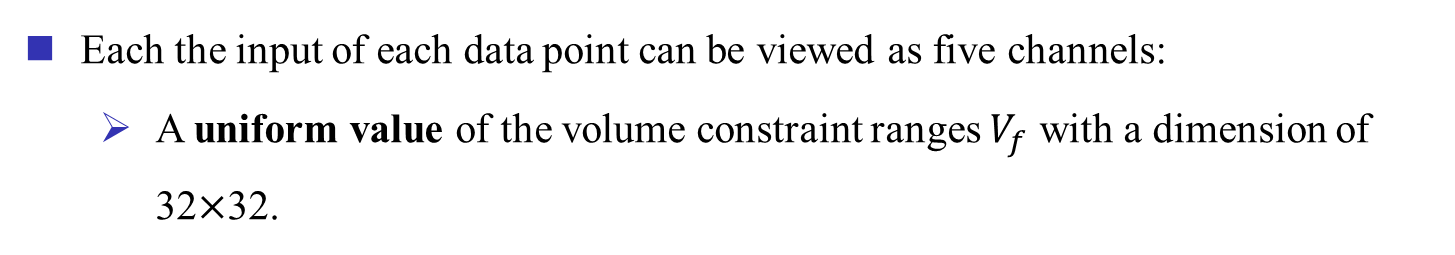 Each the input of each data point can be viewed as five channels:
A uniform value of the volume constraint ranges V_f with a dimension of
32×32.